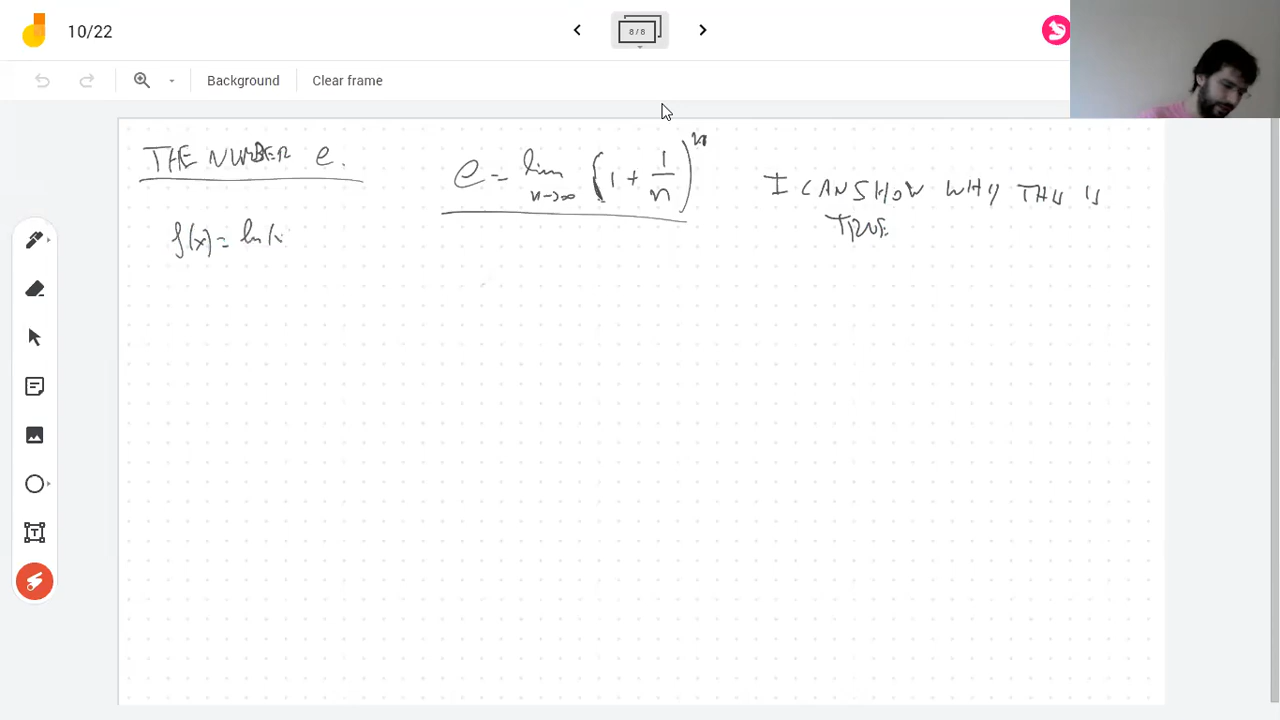 10/22
8 / 8
Background
Clear frame
THE NUMBER e.
e = lim n→∞ (1 + 1/n)^n
I CAN SHOW WHY THIS IS
TRUE
f(x) = ln(x